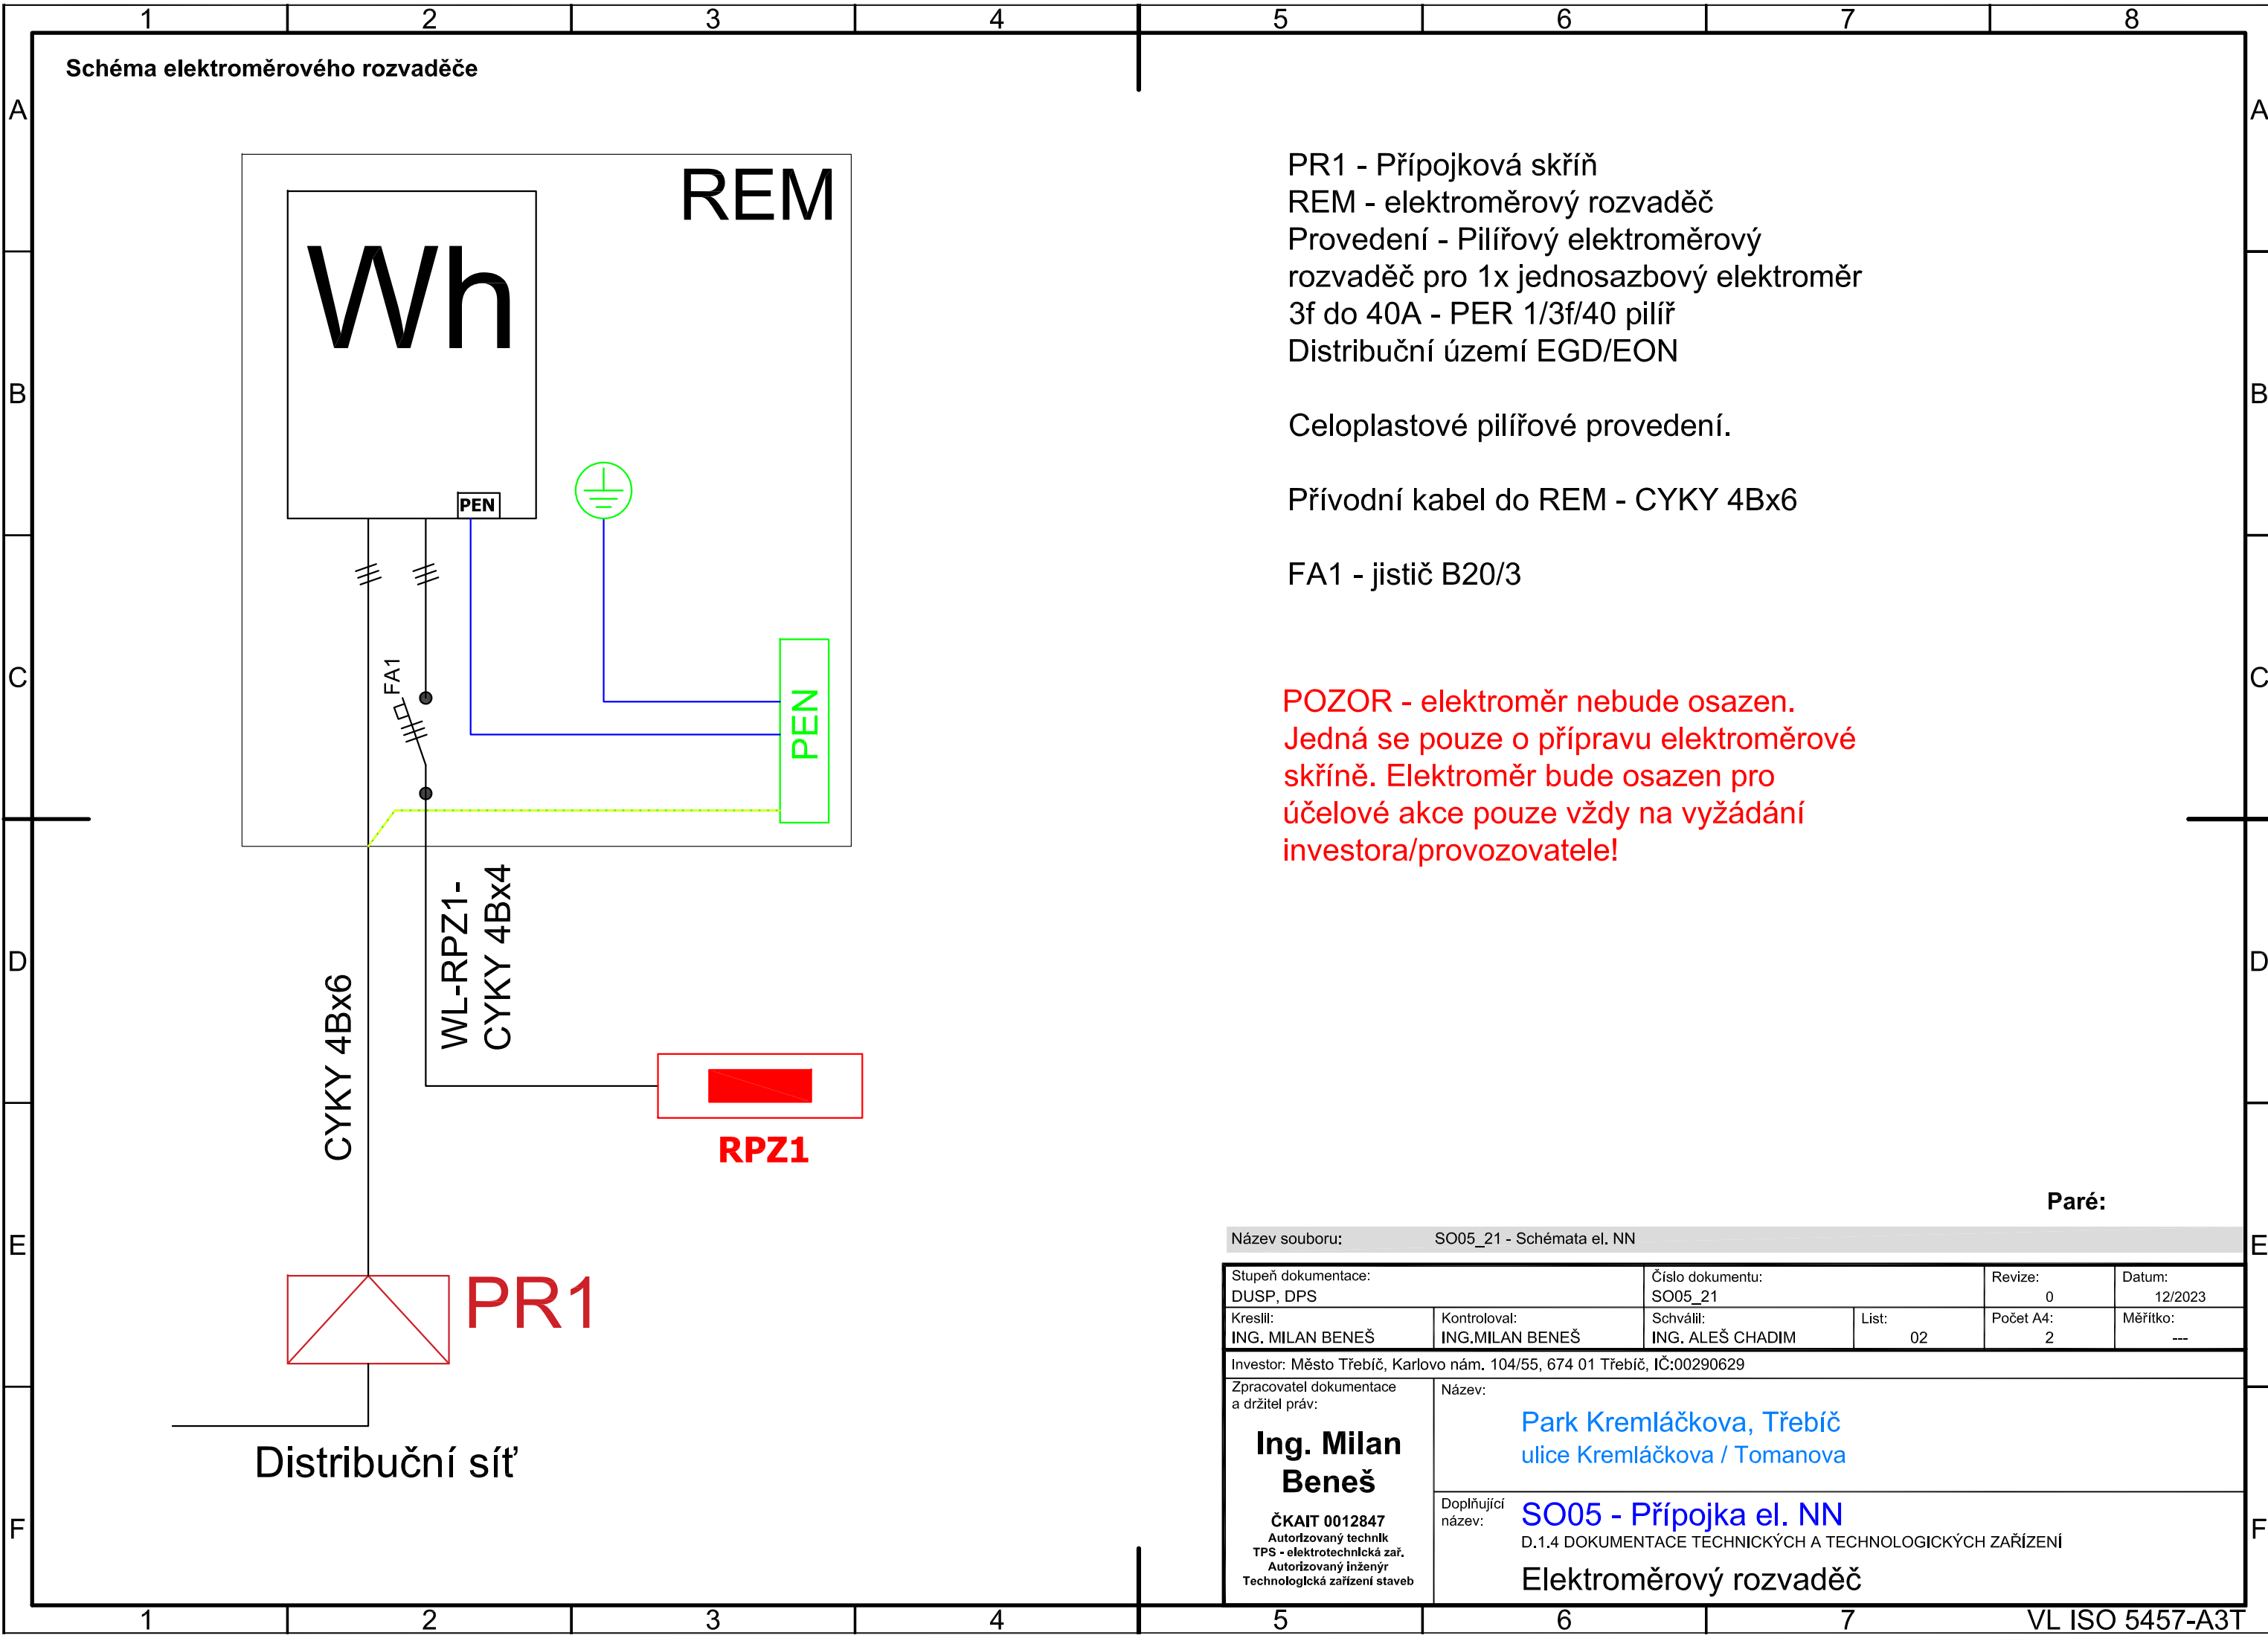 1 2 3 4 5 6 7 8
Schéma elektroměrového rozvaděče
A
A
REM
Wh
PEN
B
B
FA1
PEN
C
C
PR1 - Přípojková skříň
REM - elektroměrový rozvaděč
Provedení - Pilířový elektroměrový
rozvaděč pro 1x jednosazbový elektroměr
3f do 40A - PER 1/3f/40 pilíř
Distribuční území EGD/EON
Celoplastové pilířové provedení.
Přívodní kabel do REM - CYKY 4Bx6
FA1 - jistič B20/3
POZOR - elektroměr nebude osazen.
Jedná se pouze o přípravu elektroměrové
skříně. Elektroměr bude osazen pro
účelové akce pouze vždy na vyžádání
investora/provozovatele!
D
D
CYKY 4Bx6
WL-RPZ1-
CYKY 4Bx4
RPZ1
E
E
PR1
Distribuční síť
F
F
Paré:
Název souboru: SO05_21 - Schémata el. NN
Stupeň dokumentace: Číslo dokumentu: Revize: Datum:
DUSP, DPS SO05_21 0 12/2023
Kreslil: Kontroloval: Schválil: List: Počet A4: Měřítko:
ING. MILAN BENEŠ ING.MILAN BENEŠ ING. ALEŠ CHADIM 02 2 ---
Investor: Město Třebíč, Karlovo nám. 104/55, 674 01 Třebíč, IČ:00290629
Zpracovatel dokumentace
a držitel práv:
Ing. Milan
Beneš
ČKAIT 0012847
Autorizovaný technik
TPS - elektrotechnická zař.
Autorizovaný inženýr
Technologická zařízení staveb
Název:
Park Kremláčkova, Třebíč
ulice Kremláčkova / Tomanova
Doplňující
název:
SO05 - Přípojka el. NN
D.1.4 DOKUMENTACE TECHNICKÝCH A TECHNOLOGICKÝCH ZAŘÍZENÍ
Elektroměrový rozvaděč
1 2 3 4 5 6 7 VL ISO 5457-A3T